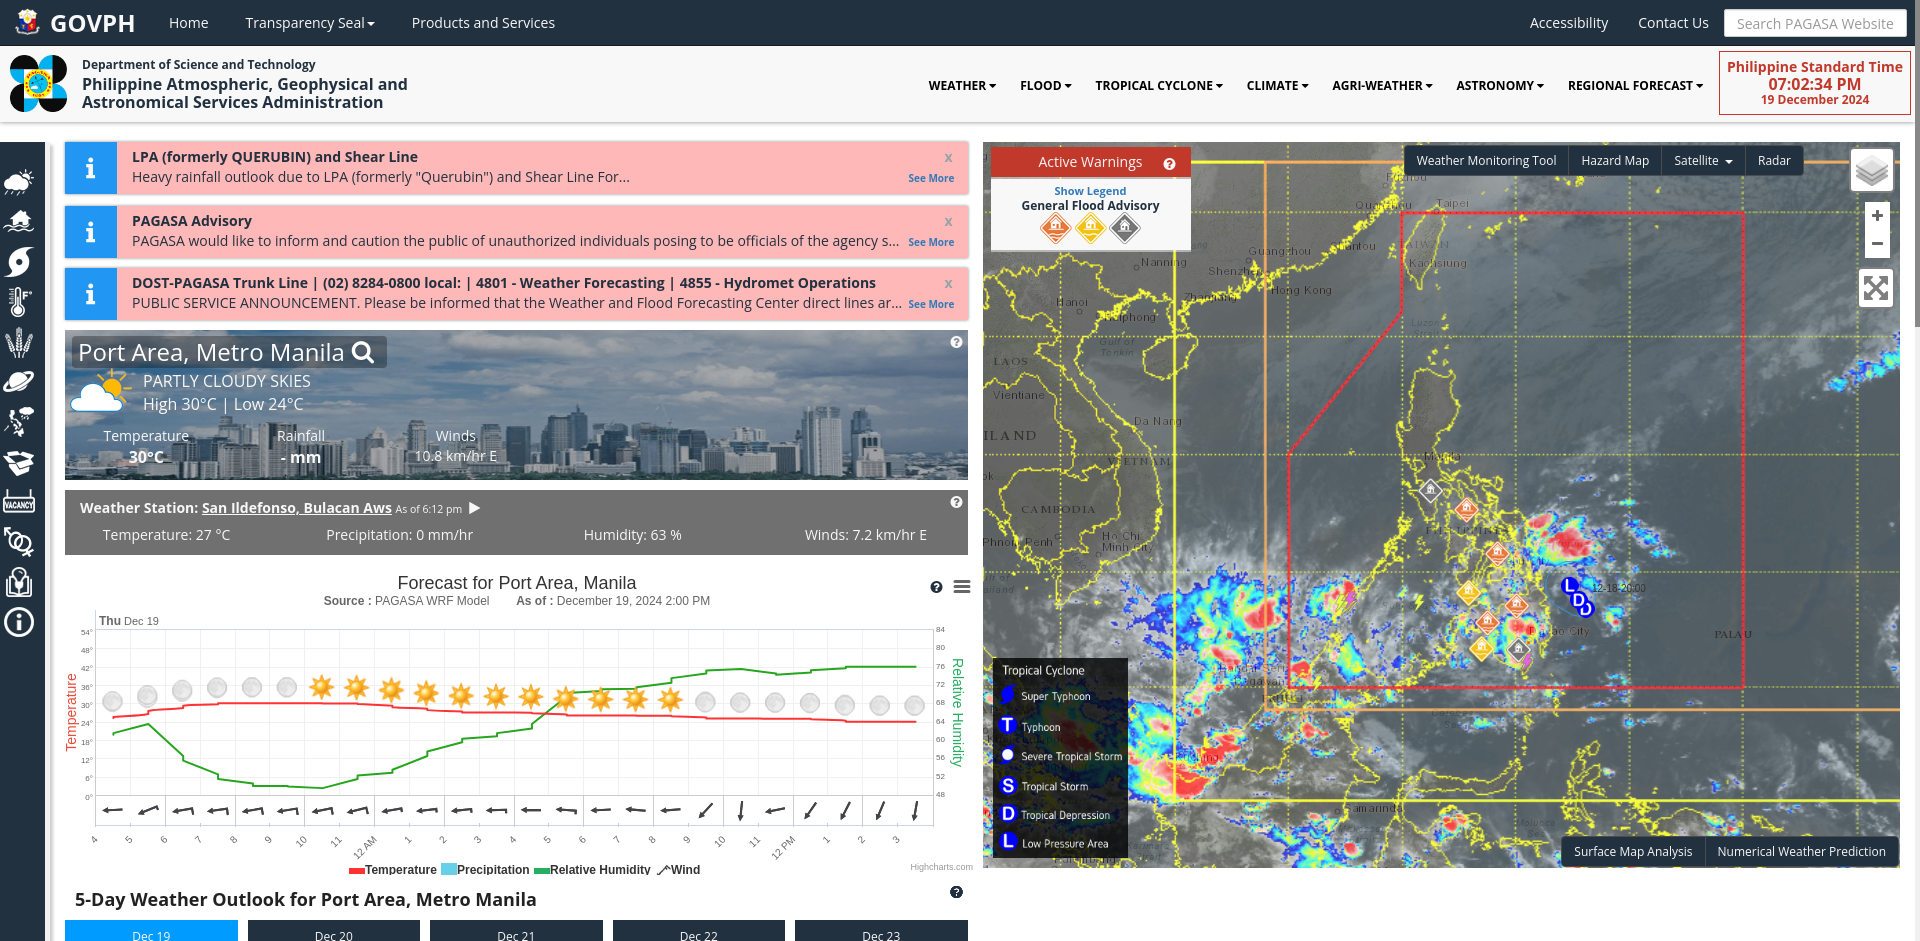 GOVPH
Home
Transparency Seal
Products and Services
Accessibility
Contact Us
Search PAGASA Website
Department of Science and Technology
Philippine Atmospheric, Geophysical and
Astronomical Services Administration
WEATHER
FLOOD
TROPICAL CYCLONE
CLIMATE
AGRI-WEATHER
ASTRONOMY
REGIONAL FORECAST
Philippine Standard Time
07:02:34 PM
19 December 2024
LPA (formerly QUERUBIN) and Shear Line
x
Heavy rainfall outlook due to LPA (formerly "Querubin") and Shear Line For...
See More
PAGASA Advisory
x
PAGASA would like to inform and caution the public of unauthorized individuals posing to be officials of the agency s...
See More
DOST-PAGASA Trunk Line | (02) 8284-0800 local: | 4801 - Weather Forecasting | 4855 - Hydromet Operations
x
PUBLIC SERVICE ANNOUNCEMENT. Please be informed that the Weather and Flood Forecasting Center direct lines ar...
See More
Port Area, Metro Manila
PARTLY CLOUDY SKIES
High 30°C | Low 24°C
Temperature
Rainfall
Winds
30°C
- mm
10.8 km/hr E
Weather Station: San Ildefonso, Bulacan Aws As of 6:12 pm
Temperature: 27 °C
Precipitation: 0 mm/hr
Humidity: 63 %
Winds: 7.2 km/hr E
Forecast for Port Area, Manila
Source : PAGASA WRF Model
As of : December 19, 2024 2:00 PM
Thu Dec 19
54°
48°
42°
36°
30°
24°
18°
12°
6°
0°
Temperature
84
80
76
72
68
64
60
56
52
48
Relative Humidity
4
5
6
7
8
9
10
11
12 AM
1
2
3
4
5
6
7
8
9
10
11
12 PM
1
2
3
Temperature
Precipitation
Relative Humidity
Wind
Highcharts.com
5-Day Weather Outlook for Port Area, Metro Manila
Dec 19
Dec 20
Dec 21
Dec 22
Dec 23
Active Warnings
Show Legend
General Flood Advisory
Weather Monitoring Tool
Hazard Map
Satellite
Radar
+
−
Taipei
TAIWAN
Kaohsiung
Guangzhou
Shantou
Nanning
Shenzhen
Hong Kong
Zhanjiang
Hanoi
Haiphong
Gulf of
Tonkin
LAOS
Vientiane
Da Nang
VIETNAM
CAMBODIA
Phnom Penh
Ho Chi
Minh City
Luzon
Manila
12-18-20:00
Davao City
PALAU
Samarinda
Tropical Cyclone
Super Typhoon
T
Typhoon
Severe Tropical Storm
S
Tropical Storm
D
Tropical Depression
L
Low Pressure Area
L
D
D
Surface Map Analysis
Numerical Weather Prediction
VACANCY